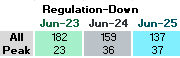 Regulation-Down
Jun-23 Jun-24 Jun-25
All 182 159 137
Peak 23 36 37